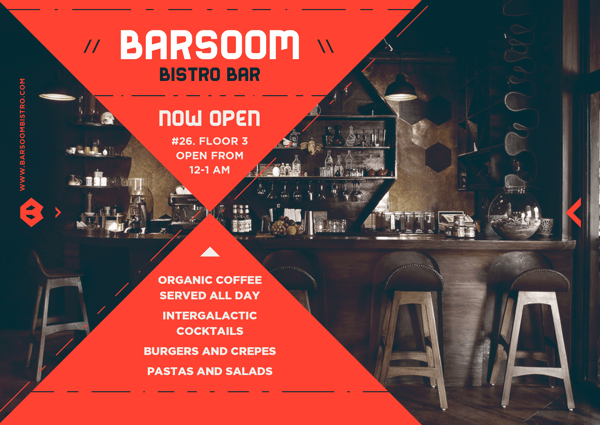 // BARSOOM \\
BISTRO BAR
NOW OPEN
#26. FLOOR 3
OPEN FROM
12-1 AM
WWW.BARSOOMBISTRO.COM
B
ORGANIC COFFEE
SERVED ALL DAY
INTERGALACTIC
COCKTAILS
BURGERS AND CREPES
PASTAS AND SALADS